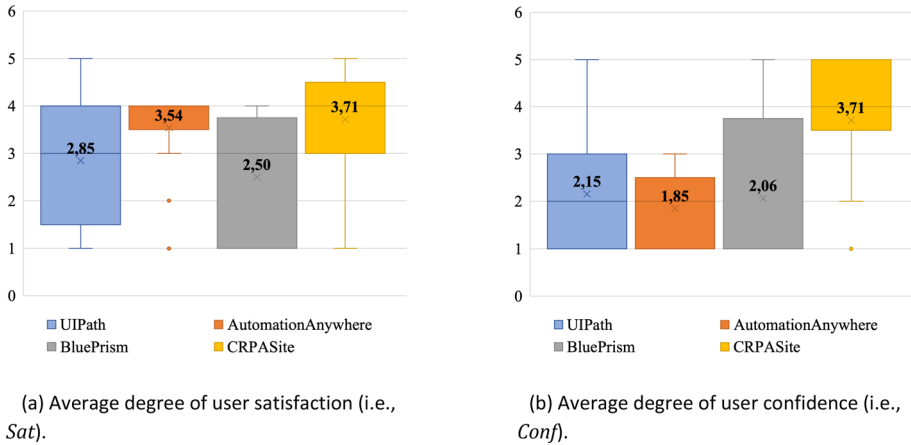 6
5
4
3
2
1
0
2,85
3,54
2,50
3,71
UIPath
AutomationAnywhere
BluePrism
CRPASite
(a) Average degree of user satisfaction (i.e.,
Sat).
6
5
4
3
2
1
0
2,15
1,85
2,06
3,71
UIPath
AutomationAnywhere
BluePrism
CRPASite
(b) Average degree of user confidence (i.e.,
Conf).